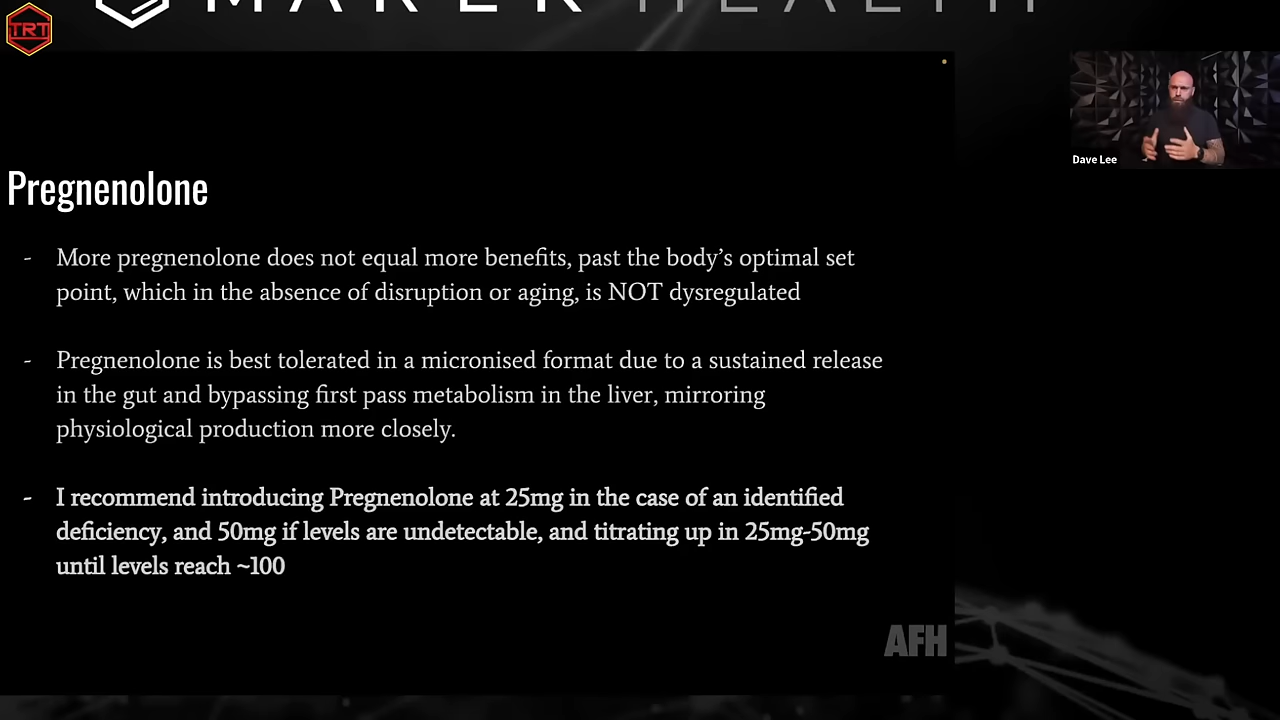 MAREK HEALTH
TRT
Dave Lee
Pregnenolone
- More pregnenolone does not equal more benefits, past the body’s optimal set
point, which in the absence of disruption or aging, is NOT dysregulated
- Pregnenolone is best tolerated in a micronised format due to a sustained release
in the gut and bypassing first pass metabolism in the liver, mirroring
physiological production more closely.
- I recommend introducing Pregnenolone at 25mg in the case of an identified
deficiency, and 50mg if levels are undetectable, and titrating up in 25mg-50mg
until levels reach ~100
AFH